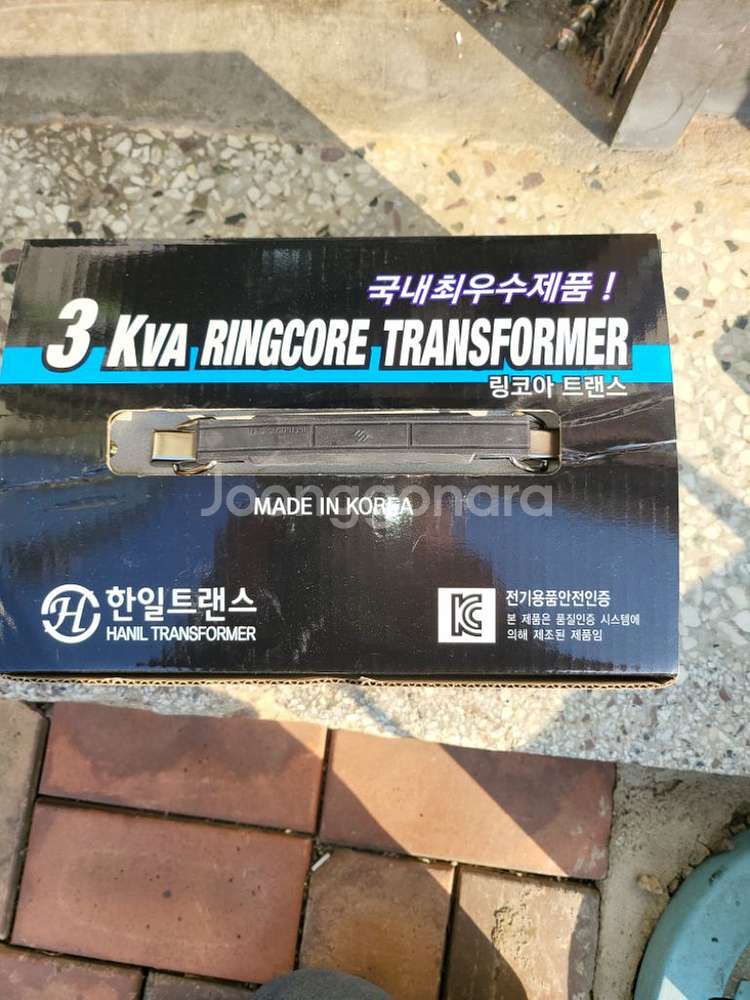 국내최우수제품 !
3 KVA RINGCORE TRANSFORMER
링코아 트랜스
Joonggonara
MADE IN KOREA
H 한일트랜스
HANIL TRANSFORMER
KC 전기용품안전인증
본 제품은 품질인증 시스템에
의해 제조된 제품임